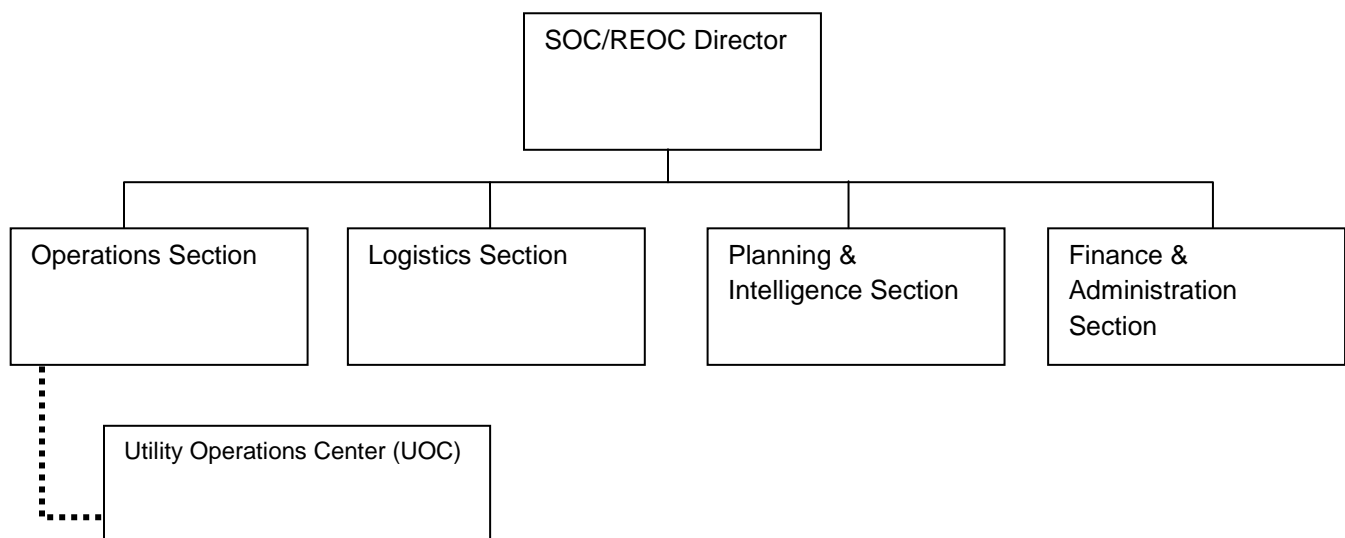 SOC/REOC Director
Operations Section
Logistics Section
Planning &
Intelligence Section
Finance &
Administration
Section
Utility Operations Center (UOC)